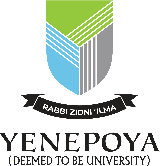 RABBI ZIDNI 'ILMA
YENEPOYA
(DEEMED TO BE UNIVERSITY)